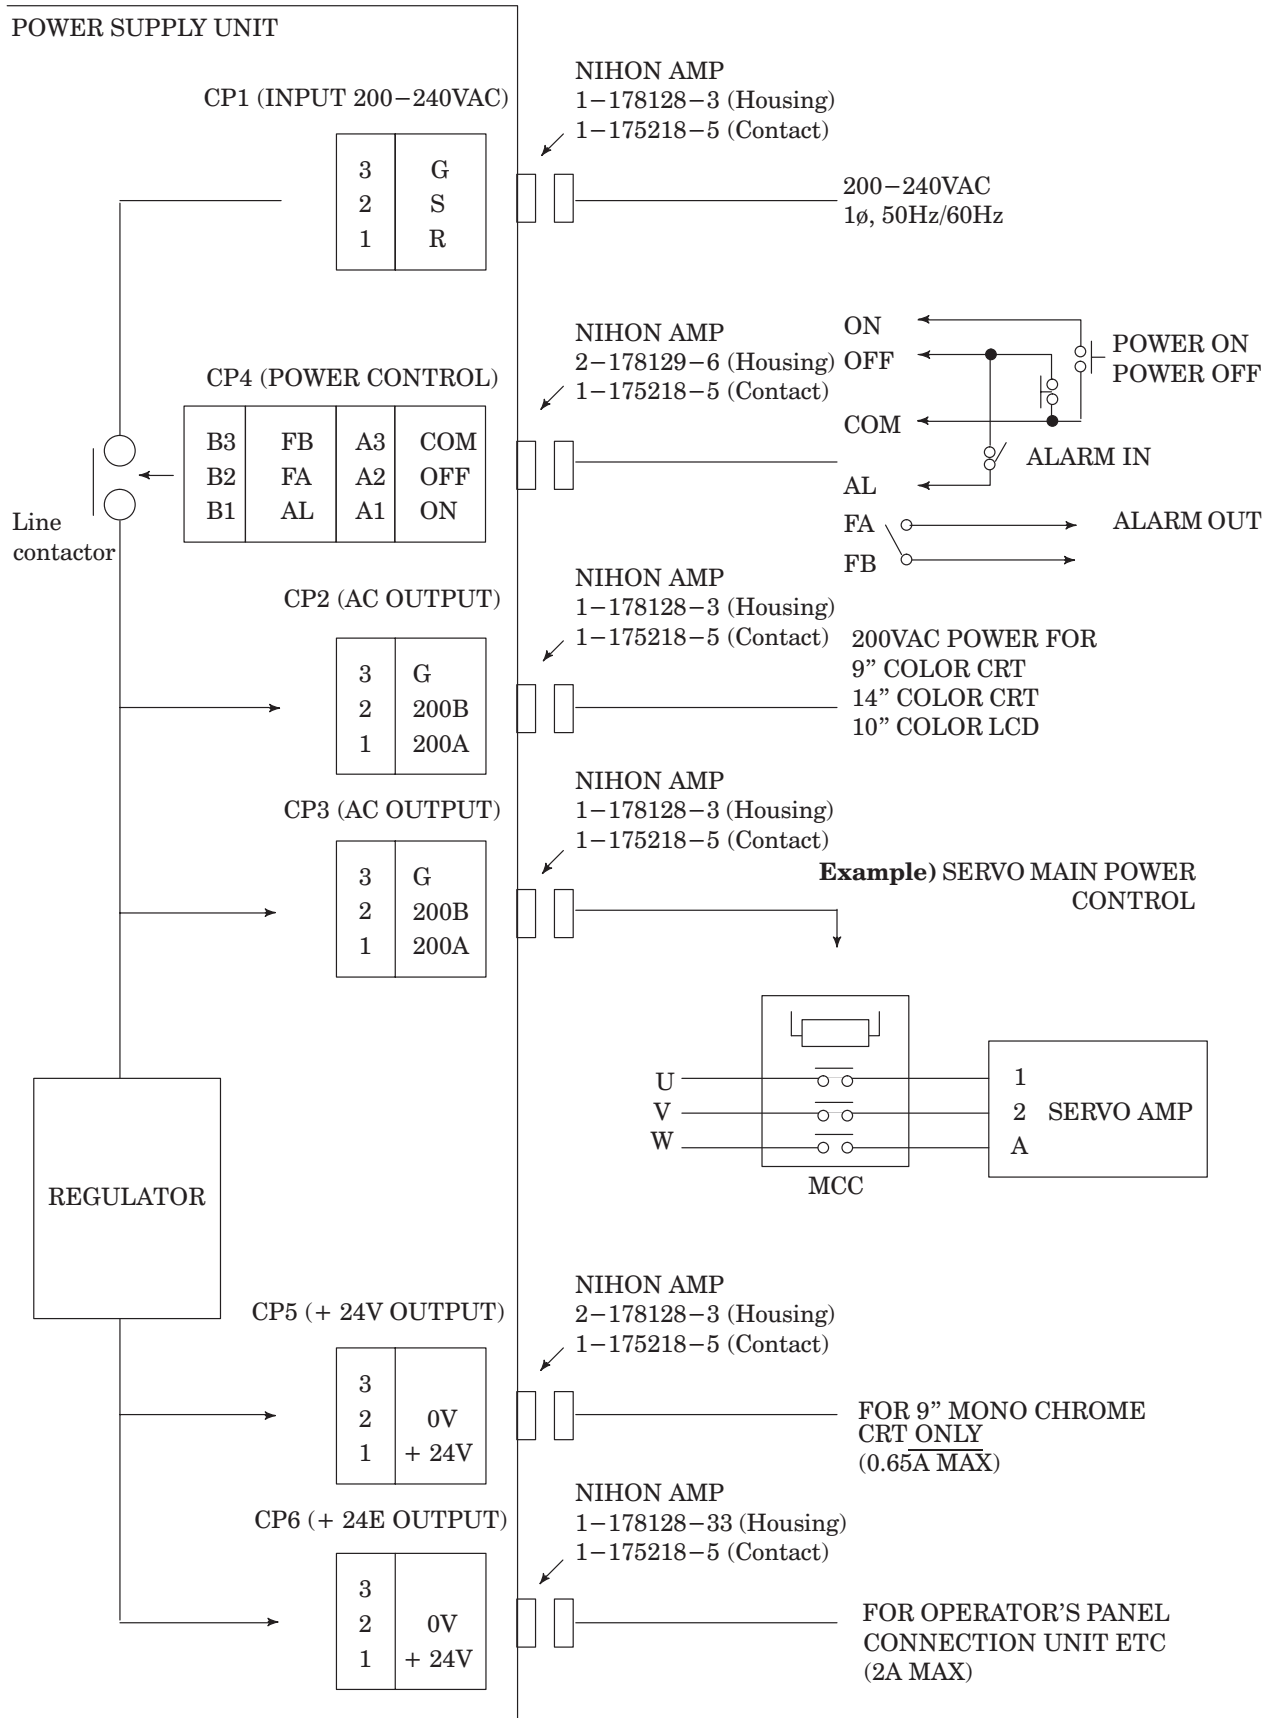 POWER SUPPLY UNIT
CP1 (INPUT 200−240VAC)
NIHON AMP
1−178128−3 (Housing)
1−175218−5 (Contact)
3 G
2 S
1 R
200−240VAC
1ø, 50Hz/60Hz
CP4 (POWER CONTROL)
NIHON AMP
2−178129−6 (Housing)
1−175218−5 (Contact)
B3 FB A3 COM
B2 FA A2 OFF
B1 AL A1 ON
Line
contactor
ON
OFF
COM
AL
FA
FB
POWER ON
POWER OFF
ALARM IN
ALARM OUT
CP2 (AC OUTPUT)
NIHON AMP
1−178128−3 (Housing)
1−175218−5 (Contact)
3 G
2 200B
1 200A
200VAC POWER FOR
9” COLOR CRT
14” COLOR CRT
10” COLOR LCD
CP3 (AC OUTPUT)
NIHON AMP
1−178128−3 (Housing)
1−175218−5 (Contact)
3 G
2 200B
1 200A
Example) SERVO MAIN POWER
CONTROL
U
V
W
MCC
1
2 SERVO AMP
A
REGULATOR
CP5 (+ 24V OUTPUT)
NIHON AMP
2−178128−3 (Housing)
1−175218−5 (Contact)
3
2 0V
1 + 24V
FOR 9” MONO CHROME
CRT ONLY
(0.65A MAX)
CP6 (+ 24E OUTPUT)
NIHON AMP
1−178128−33 (Housing)
1−175218−5 (Contact)
3
2 0V
1 + 24V
FOR OPERATOR’S PANEL
CONNECTION UNIT ETC
(2A MAX)